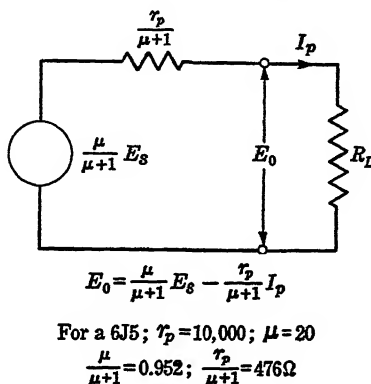 r_p
μ+1
I_p
μ/(μ+1) E_S
E_0
R_L
E_0 = μ/(μ+1) E_S − r_p/(μ+1) I_p
For a 6J5; r_p=10,000; μ=20
μ/(μ+1)=0.952; r_p/(μ+1)=476Ω